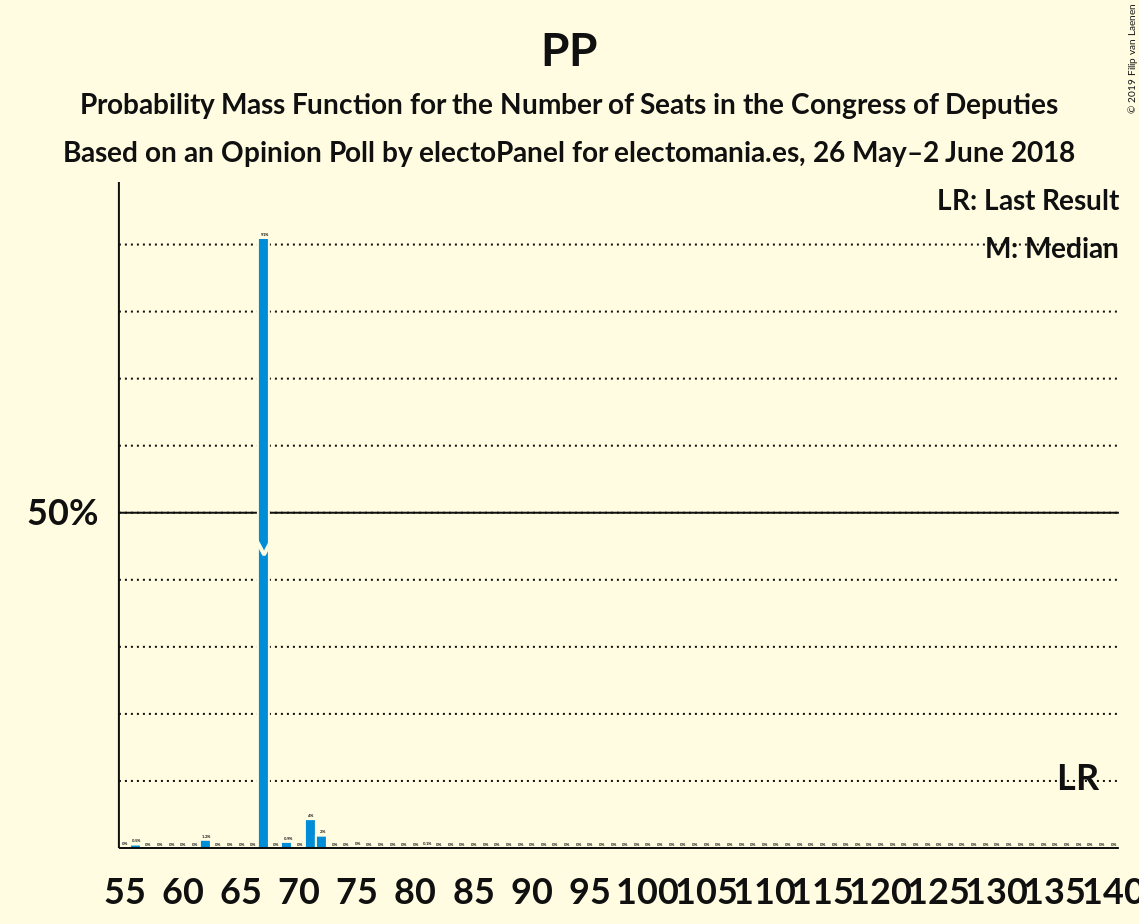 PP
Probability Mass Function for the Number of Seats in the Congress of Deputies
Based on an Opinion Poll by electoPanel for electomania.es, 26 May–2 June 2018
© 2019 Filip van Laenen
LR: Last Result
M: Median
50%
LR
55 60 65 70 75 80 85 90 95 100 105 110 115 120 125 130 135 140